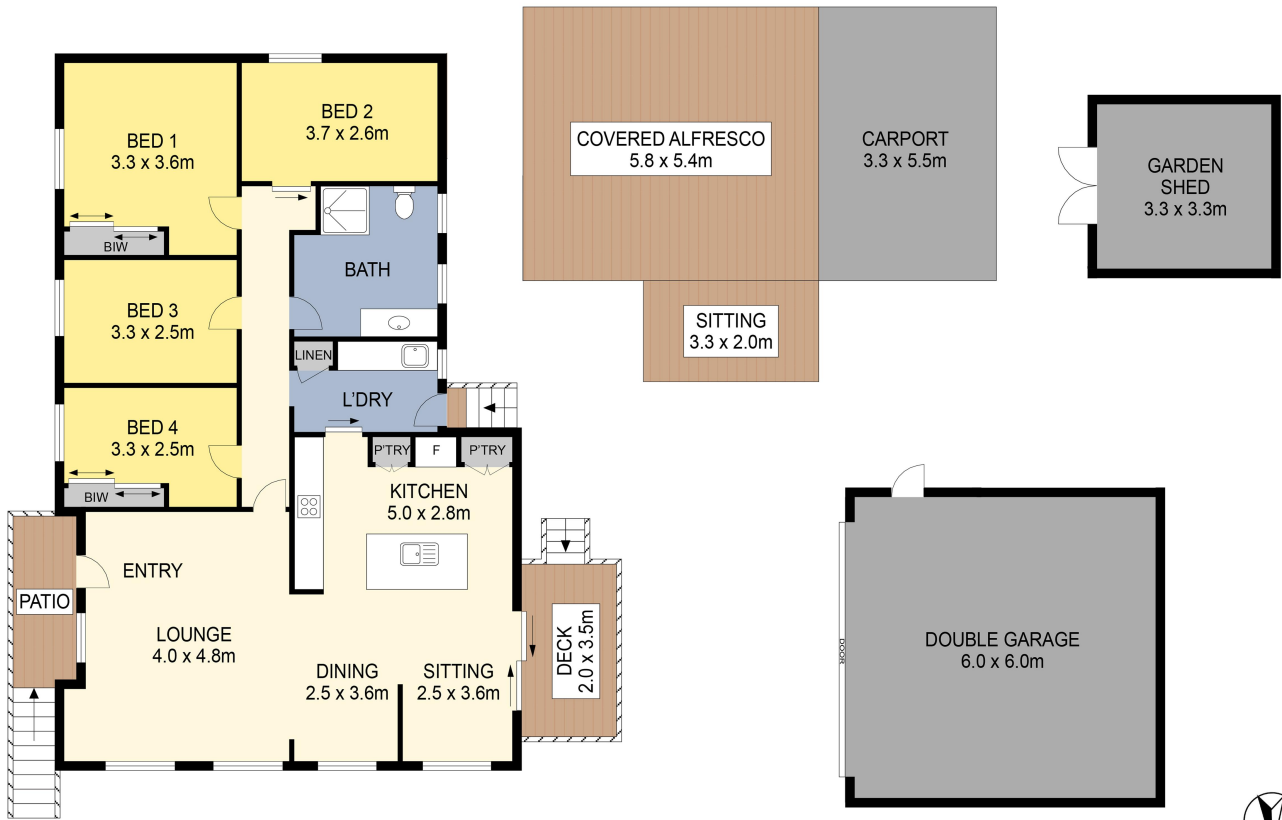 BED 1
3.3 x 3.6m
BIW
BED 2
3.7 x 2.6m
BATH
BED 3
3.3 x 2.5m
LINEN
L'DRY
BED 4
3.3 x 2.5m
BIW
P'TRY
F
P'TRY
KITCHEN
5.0 x 2.8m
ENTRY
PATIO
LOUNGE
4.0 x 4.8m
DINING
2.5 x 3.6m
SITTING
2.5 x 3.6m
DECK
2.0 x 3.5m
COVERED ALFRESCO
5.8 x 5.4m
CARPORT
3.3 x 5.5m
SITTING
3.3 x 2.0m
GARDEN
SHED
3.3 x 3.3m
DOOR
DOUBLE GARAGE
6.0 x 6.0m